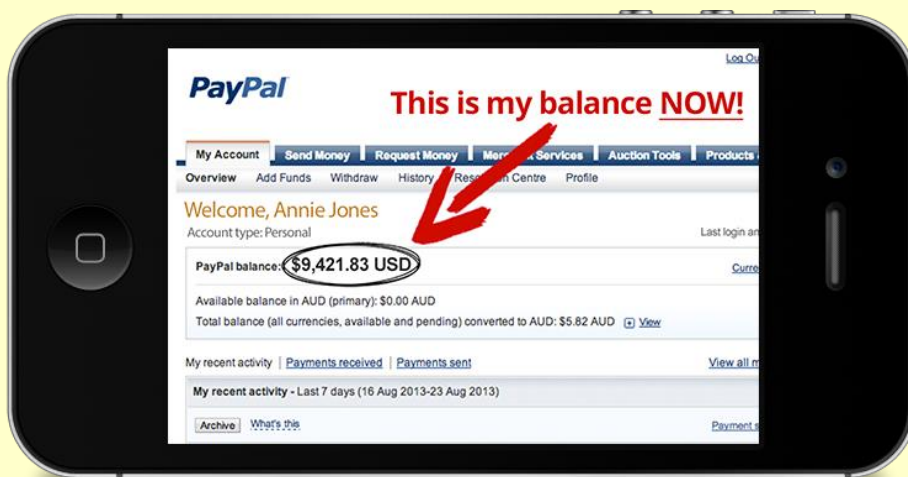 Log Ou
PayPal
This is my balance NOW!
My Account Send Money Request Money Services Auction Tools Products
Overview Add Funds Withdraw History Centre Profile
Welcome, Annie Jones
Account type: Personal
Last login an
PayPal balance: $9,421.83 USD
Curre
Available balance in AUD (primary): $0.00 AUD
Total balance (all currencies, available and pending) converted to AUD: $5.82 AUD + View
My recent activity | Payments received | Payments sent
View all m
My recent activity - Last 7 days (16 Aug 2013-23 Aug 2013)
Archive What's this
Payment s